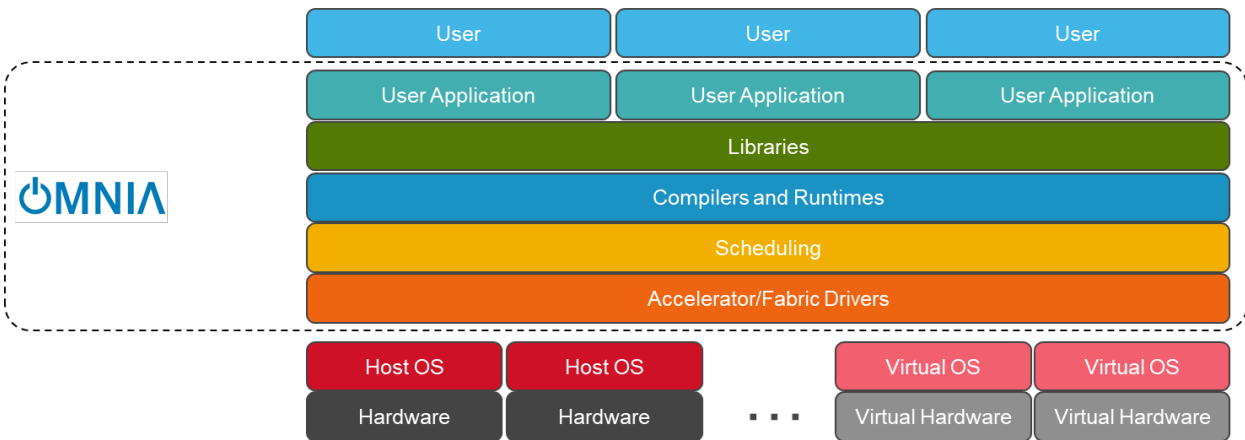 User User User
User Application User Application User Application
Libraries
OMNIA
Compilers and Runtimes
Scheduling
Accelerator/Fabric Drivers
Host OS Host OS Virtual OS Virtual OS
Hardware Hardware ... Virtual Hardware Virtual Hardware